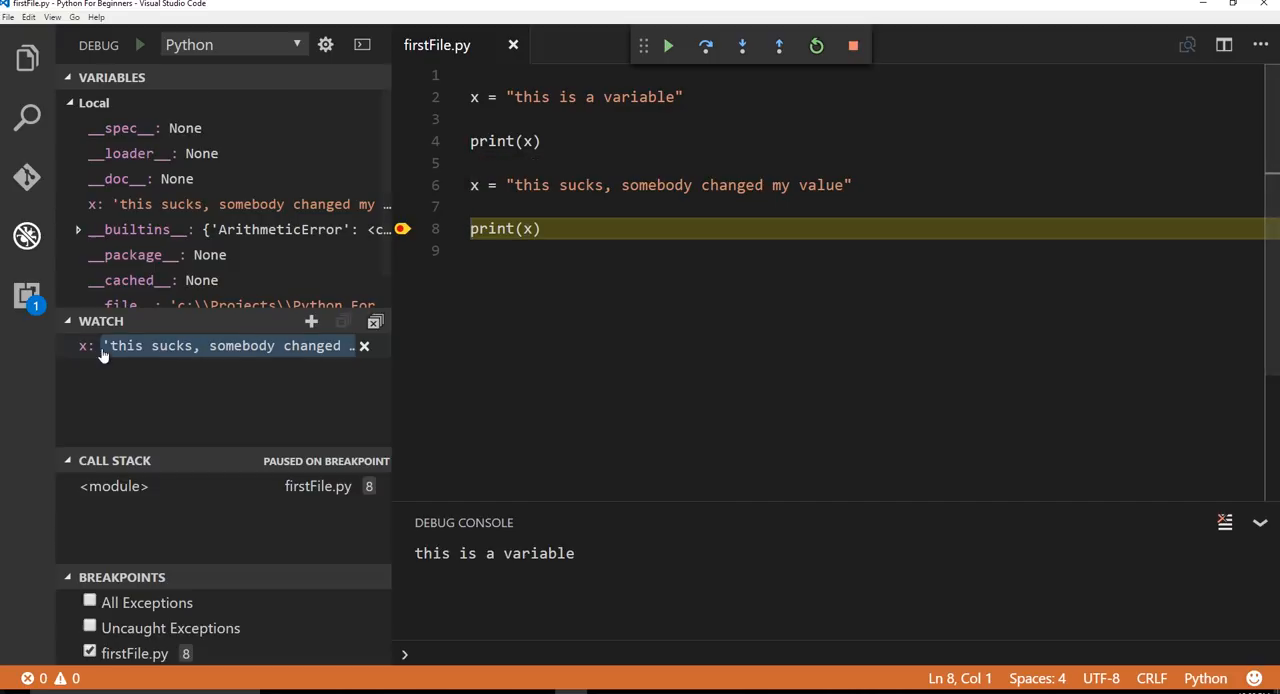 firstFile.py - Python For Beginners - Visual Studio Code
File Edit View Go Help
DEBUG Python
firstFile.py
VARIABLES
Local
__spec__: None
__loader__: None
__doc__: None
x: 'this sucks, somebody changed my …
__builtins__: {'ArithmeticError': <c…
__package__: None
__cached__: None
__file__: 'c:\\Projects\\Python For
WATCH
x: 'this sucks, somebody changed …
CALL STACK PAUSED ON BREAKPOINT
<module> firstFile.py 8
BREAKPOINTS
All Exceptions
Uncaught Exceptions
firstFile.py 8
1
1
2 x = "this is a variable"
3
4 print(x)
5
6 x = "this sucks, somebody changed my value"
7
8 print(x)
9
DEBUG CONSOLE
this is a variable
0 0 Ln 8, Col 1 Spaces: 4 UTF-8 CRLF Python